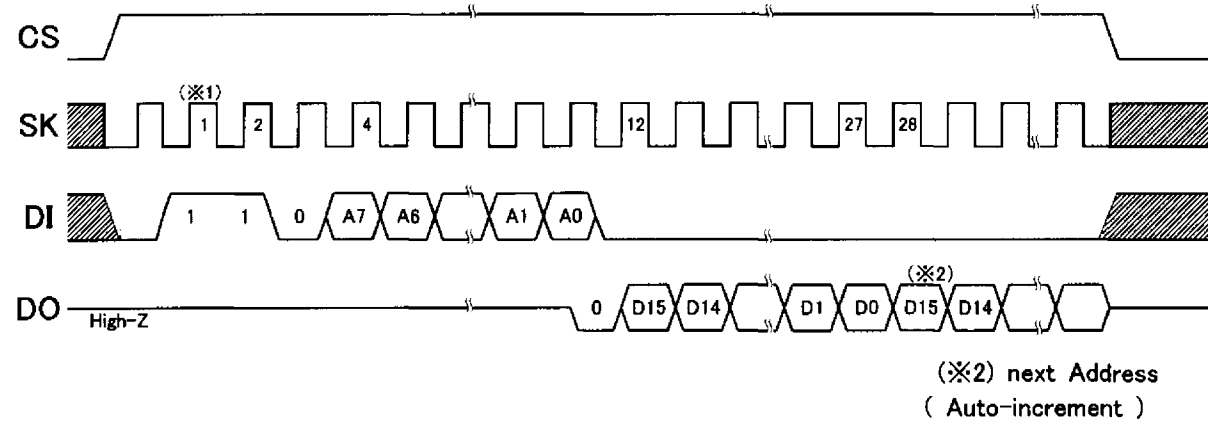 CS
(※1)
SK 1 2 4 12 27 28
DI 1 1 0 A7 A6 A1 A0
(※2)
DO High-Z 0 D15 D14 D1 D0 D15 D14
(※2) next Address
( Auto-increment )